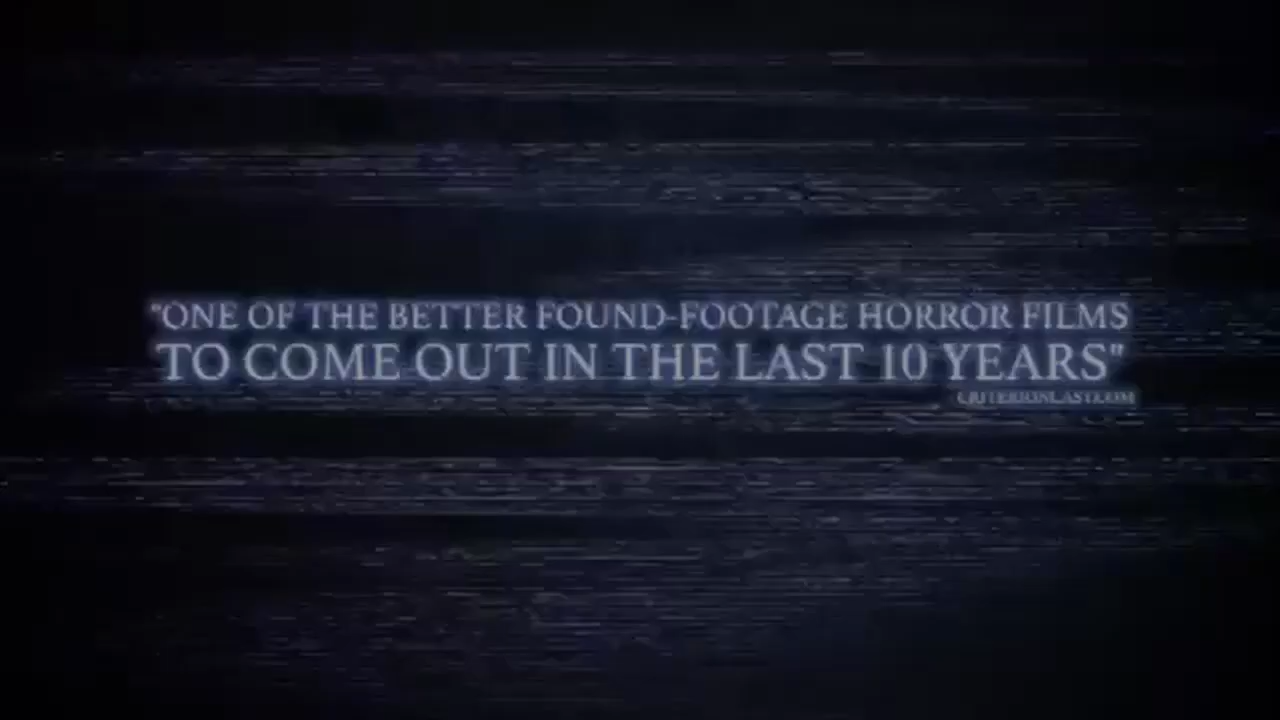 "ONE OF THE BETTER FOUND-FOOTAGE HORROR FILMS
TO COME OUT IN THE LAST 10 YEARS"